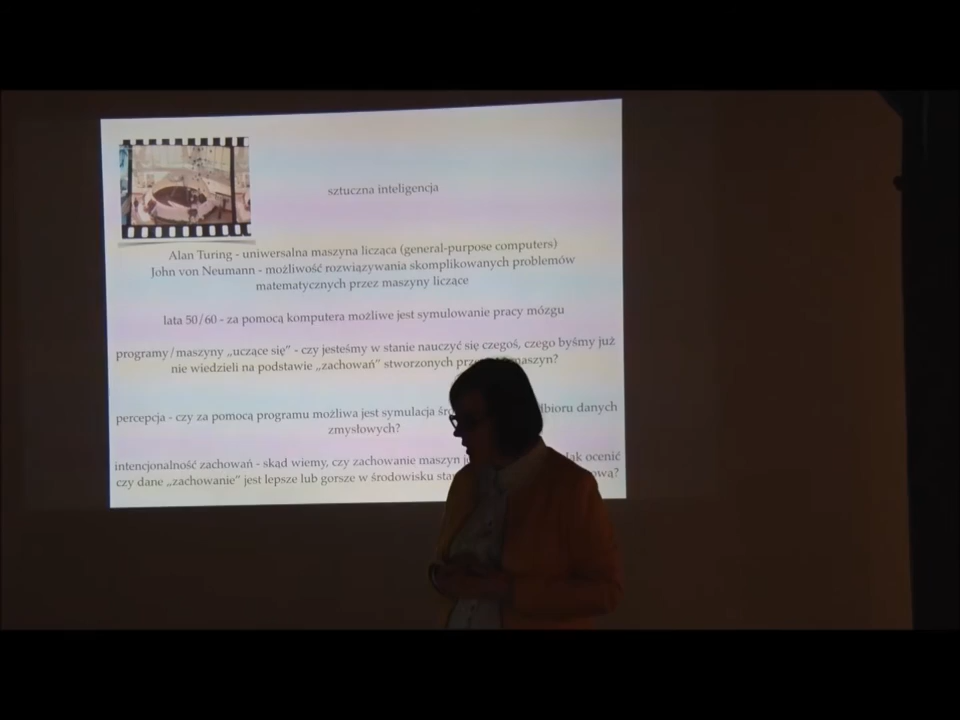 sztuczna inteligencja
Alan Turing - uniwersalna maszyna licząca (general-purpose computers)
John von Neumann - możliwość rozwiązywania skomplikowanych problemów
matematycznych przez maszyny liczące
lata 50/60 - za pomocą komputera możliwe jest symulowanie pracy mózgu
programy/maszyny „uczące się" - czy jesteśmy w stanie nauczyć się czegoś, czego byśmy już
nie wiedzieli na podstawie „zachowań" stworzonych maszyn?
percepcja - czy za pomocą programu możliwa jest symulacja danych
zmysłowych?
intencjonalność zachowań - skąd wiemy, czy zachowanie maszyn ocenić
czy dane „zachowanie" jest lepsze lub gorsze w środowisku